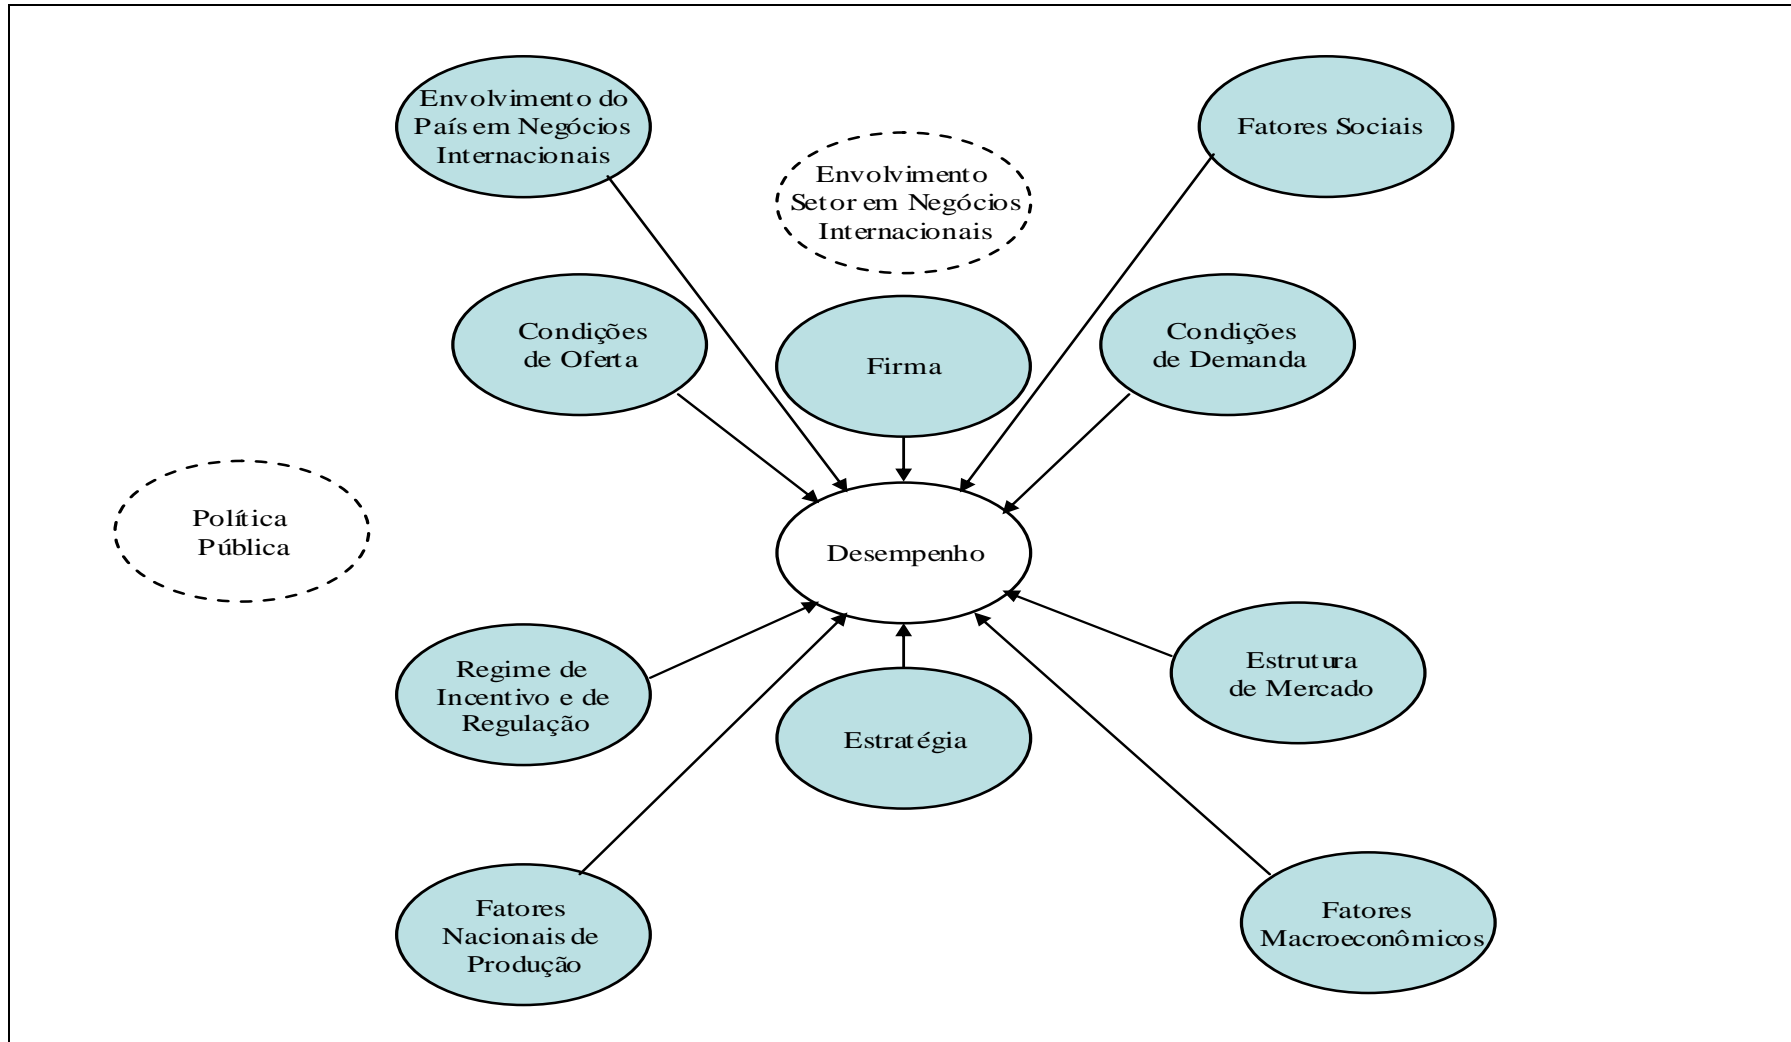 Envolvimento do
País em Negócios
Internacionais
Fatores Sociais
Envolvimento
Setor em Negócios
Internacionais
Condições
de Oferta
Firma
Condições
de Demanda
Política
Pública
Desempenho
Regime de
Incentivo e de
Regulação
Estratégia
Estrutura
de Mercado
Fatores
Nacionais de
Produção
Fatores
Macroeconômicos